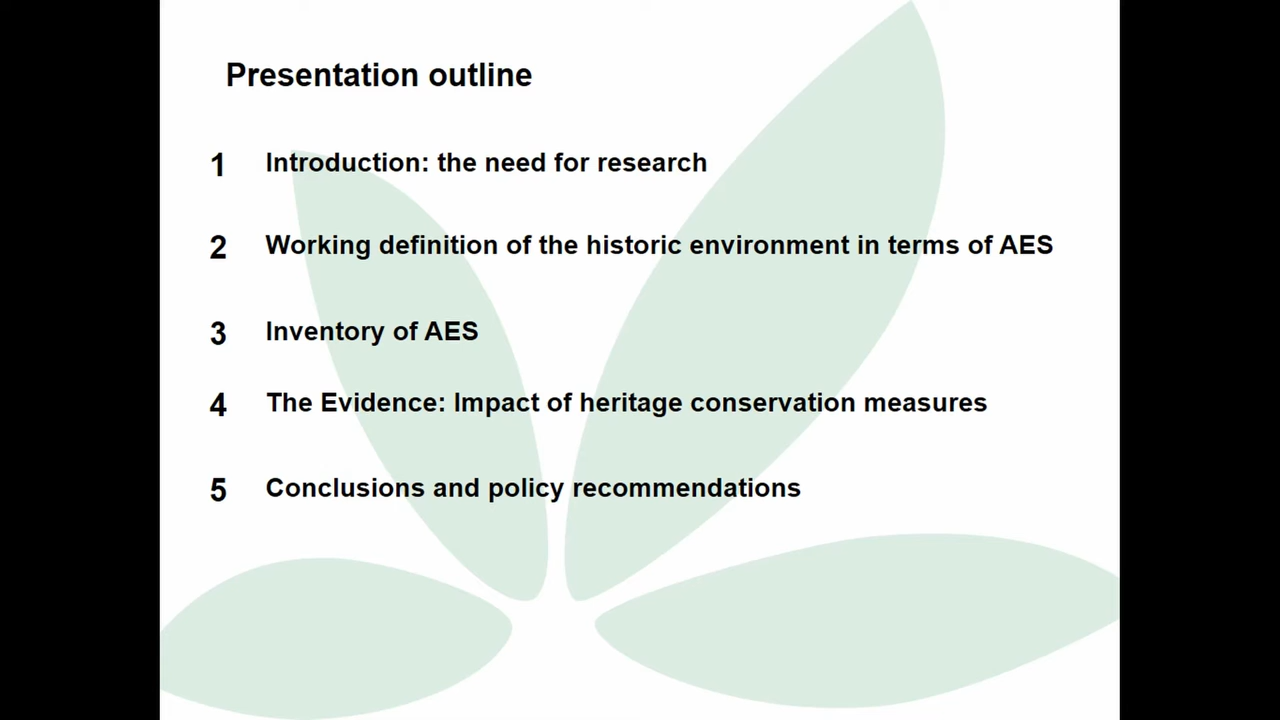 Presentation outline
1 Introduction: the need for research
2 Working definition of the historic environment in terms of AES
3 Inventory of AES
4 The Evidence: Impact of heritage conservation measures
5 Conclusions and policy recommendations